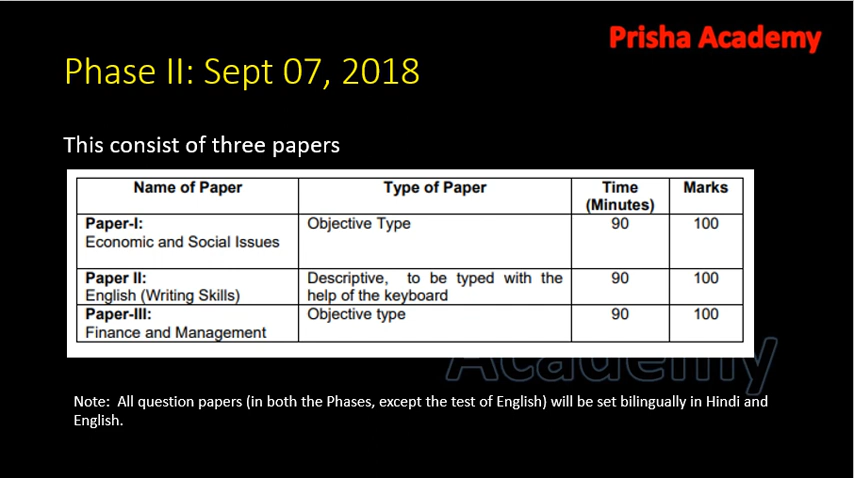 Prisha Academy
Phase II: Sept 07, 2018
This consist of three papers
Name of Paper Type of Paper Time (Minutes) Marks
Paper-I: Economic and Social Issues Objective Type 90 100
Paper II: English (Writing Skills) Descriptive, to be typed with the help of the keyboard 90 100
Paper-III: Finance and Management Objective type 90 100
Academy
Note: All question papers (in both the Phases, except the test of English) will be set bilingually in Hindi and
English.